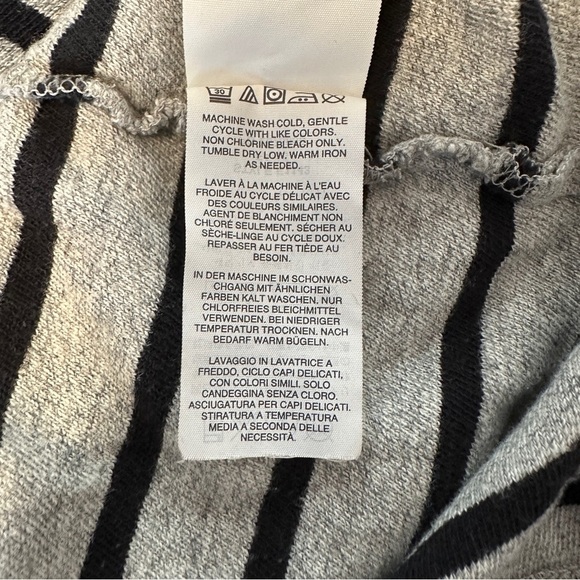 30
MACHINE WASH COLD, GENTLE
CYCLE WITH LIKE COLORS.
NON CHLORINE BLEACH ONLY.
TUMBLE DRY LOW. WARM IRON
AS NEEDED.
LAVER À LA MACHINE À L'EAU
FROIDE AU CYCLE DÉLICAT AVEC
DES COULEURS SIMILAIRES.
AGENT DE BLANCHIMENT NON
CHLORÉ SEULEMENT. SÉCHER AU
SÈCHE-LINGE AU CYCLE DOUX.
REPASSER AU FER TIÈDE AU
BESOIN.
IN DER MASCHINE IM SCHONWAS-
CHGANG MIT ÄHNLICHEN
FARBEN KALT WASCHEN. NUR
CHLORFREIES BLEICHMITTEL
VERWENDEN. BEI NIEDRIGER
TEMPERATUR TROCKNEN. NACH
BEDARF WARM BÜGELN.
LAVAGGIO IN LAVATRICE A
FREDDO, CICLO CAPI DELICATI,
CON COLORI SIMILI. SOLO
CANDEGGINA SENZA CLORO.
ASCIUGATURA PER CAPI DELICATI.
STIRATURA A TEMPERATURA
MEDIA A SECONDA DELLE
NECESSITÀ.